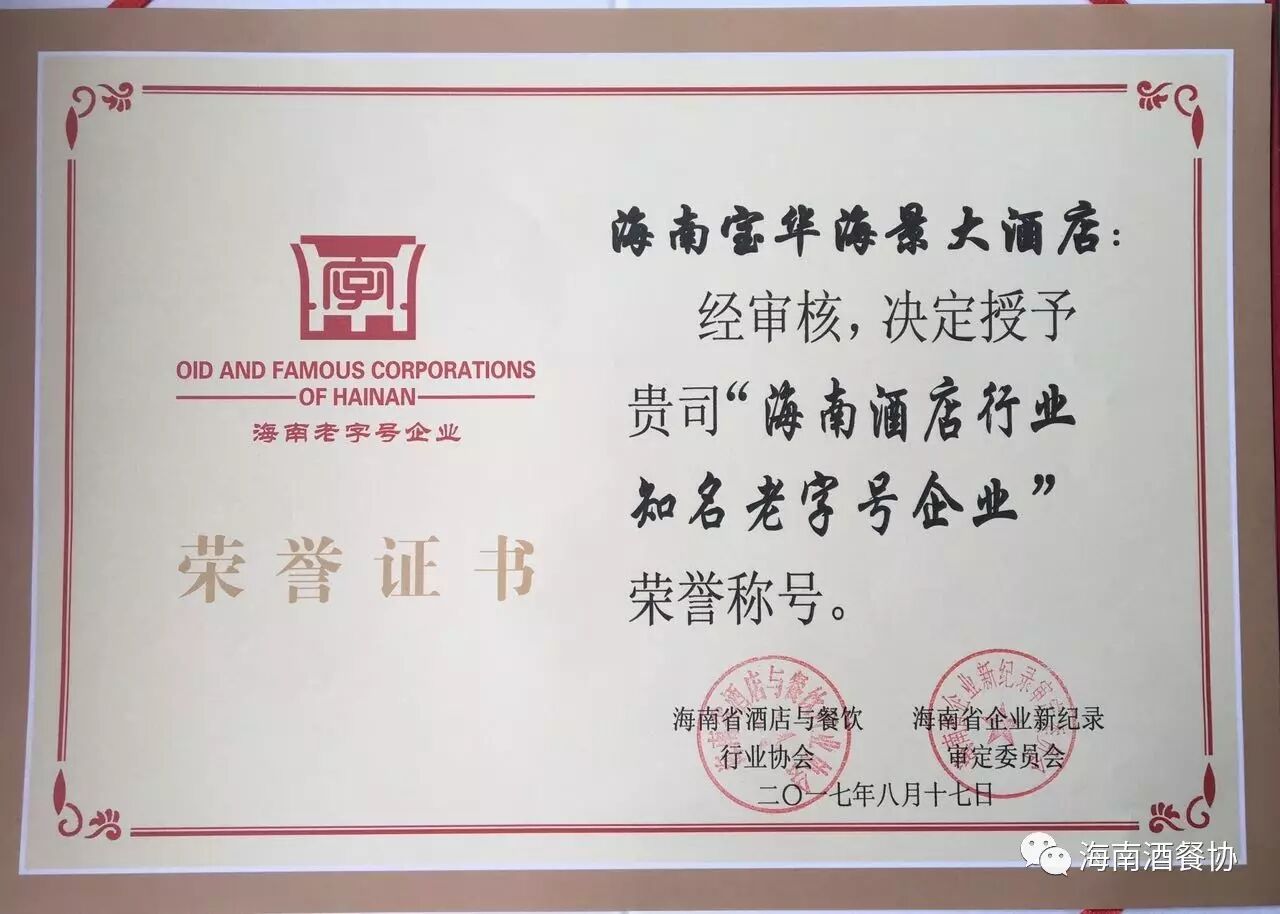 OID AND FAMOUS CORPORATIONS
OF HAINAN
海南老字号企业
荣誉证书
海南宝华海景大酒店：
经审核，决定授予
贵司“海南酒店行业
知名老字号企业”
荣誉称号。
海南省酒店与餐饮
行业协会
海南省企业新纪录
审定委员会
二〇一七年八月十七日
海南酒餐协